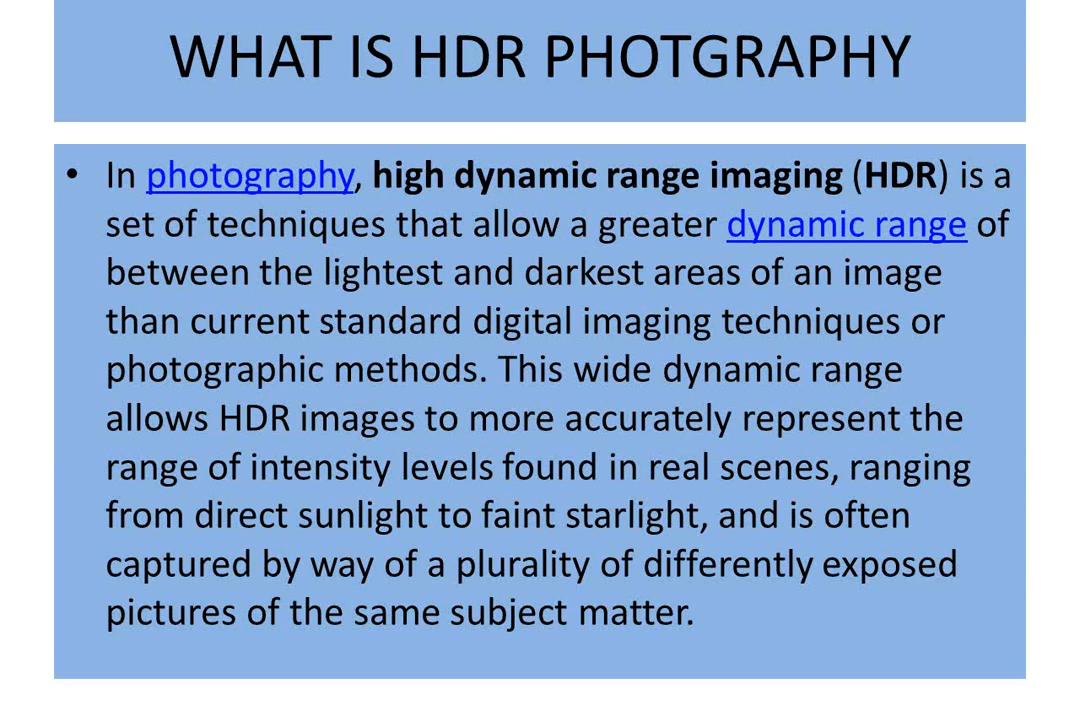 WHAT IS HDR PHOTGRAPHY
• In photography, high dynamic range imaging (HDR) is a
set of techniques that allow a greater dynamic range of
between the lightest and darkest areas of an image
than current standard digital imaging techniques or
photographic methods. This wide dynamic range
allows HDR images to more accurately represent the
range of intensity levels found in real scenes, ranging
from direct sunlight to faint starlight, and is often
captured by way of a plurality of differently exposed
pictures of the same subject matter.